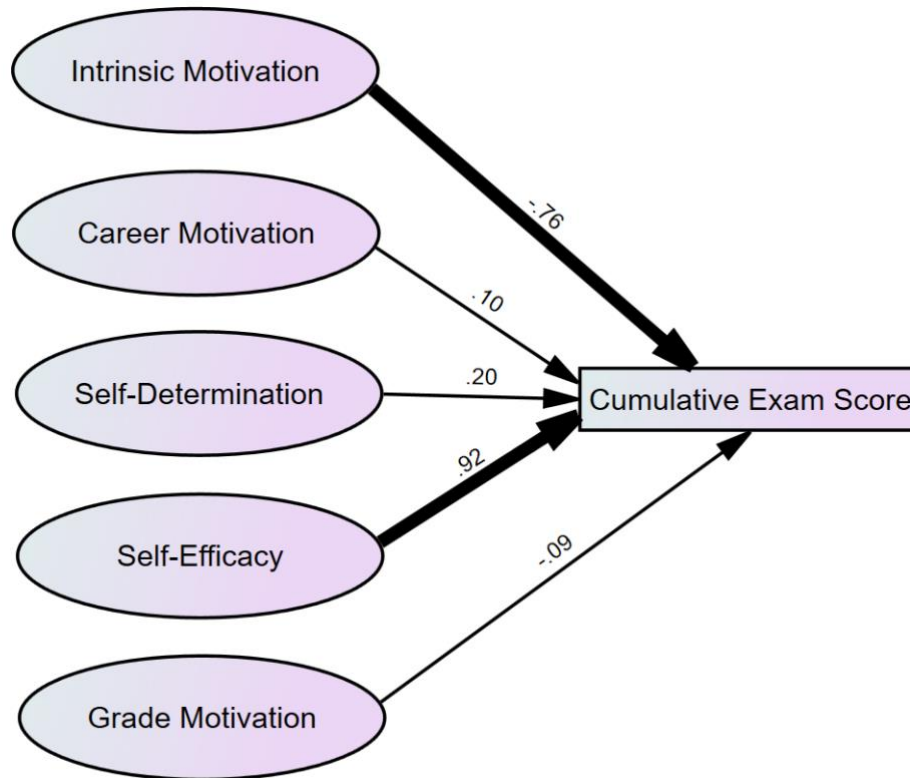 Intrinsic Motivation
-.76
Career Motivation
.10
Self-Determination
.20
Cumulative Exam Score
.92
Self-Efficacy
-.09
Grade Motivation